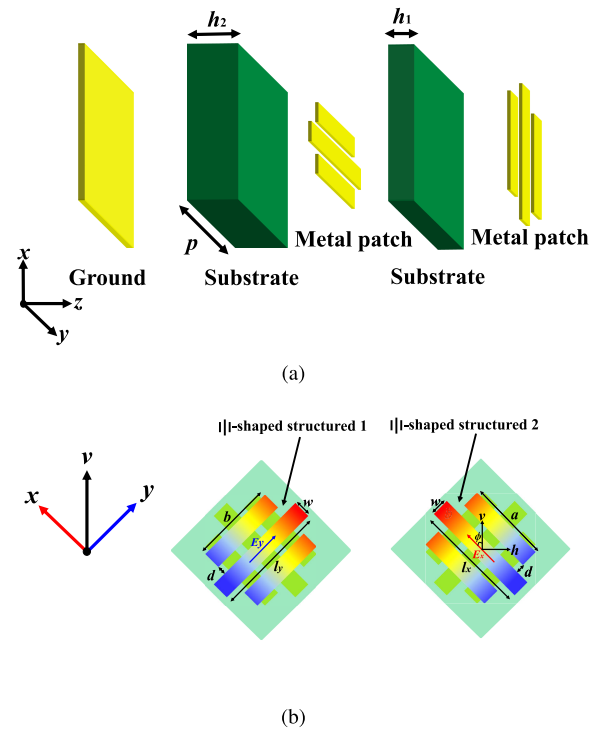 h2
h1
p
Metal patch
Metal patch
x
z
y
Ground
Substrate
Substrate
(a)
|||-shaped structured 1
|||-shaped structured 2
v
x
y
b
w
Ey
d
ly
w
v
a
ϕ
h
Ex
lx
d
(b)